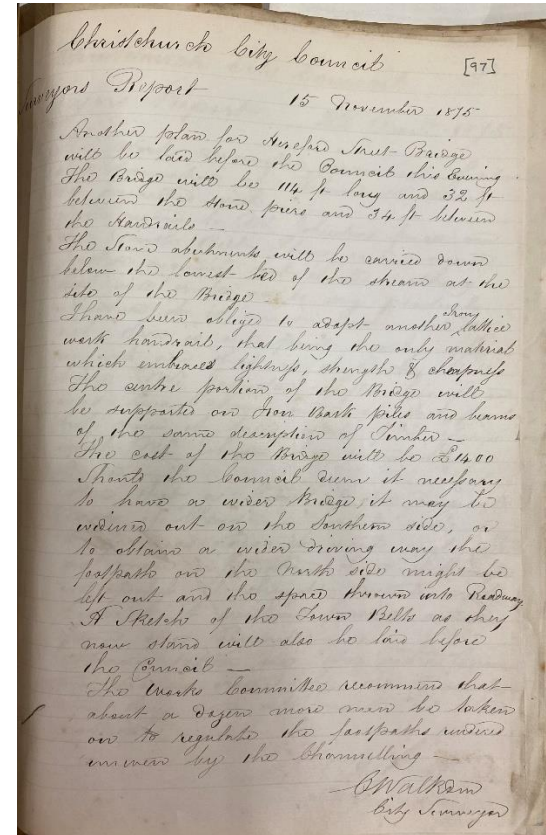 Christchurch City Council
[97]
Surveyors Report
15 November 1875
Another plan for Hereford Street Bridge
will be laid before the Council this Evening
The Bridge will be 114 ft long and 32 ft
between the stone piers and 34 ft between
the Handrails —
The Stone abutments will be carried down
below the lowest bed of the stream at the
site of the Bridge
I have been obliged to adopt another Iron lattice
work handrail, that being the only material
which embraces lightness, strength & cheapness
The centre portion of the Bridge will
be supported on Iron Bark piles and beams
of the same description of Timber —
The cost of the Bridge will be £1400
Should the Council deem it necessary
to have a wider Bridge, it may be
widened out on the Southern side, or
to obtain a wider driving way the
footpath on the North side might be
left out and the space thrown into Roadway
A Sketch of the Town Belts as they
now stand will also be laid before
the Council —
The Works Committee recommend that
about a dozen more men be taken
on to regulate the footpaths rendered
uneven by the Channelling —
CWalkden
City Surveyor